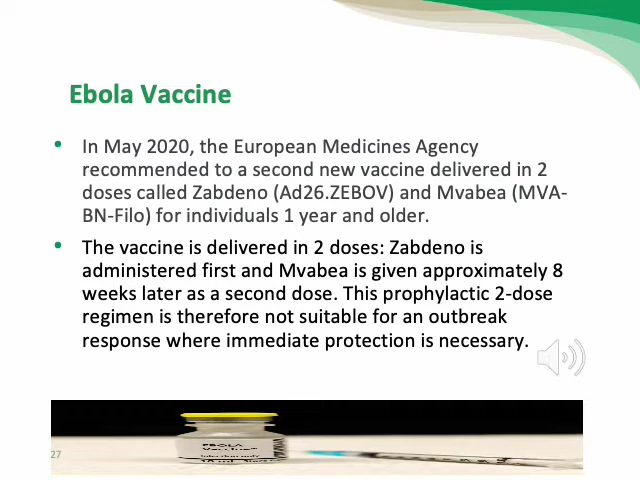 Ebola Vaccine
• In May 2020, the European Medicines Agency
recommended to a second new vaccine delivered in 2
doses called Zabdeno (Ad26.ZEBOV) and Mvabea (MVA-
BN-Filo) for individuals 1 year and older.
• The vaccine is delivered in 2 doses: Zabdeno is
administered first and Mvabea is given approximately 8
weeks later as a second dose. This prophylactic 2-dose
regimen is therefore not suitable for an outbreak
response where immediate protection is necessary.
EBOLA
Vaccine
Injection only
27